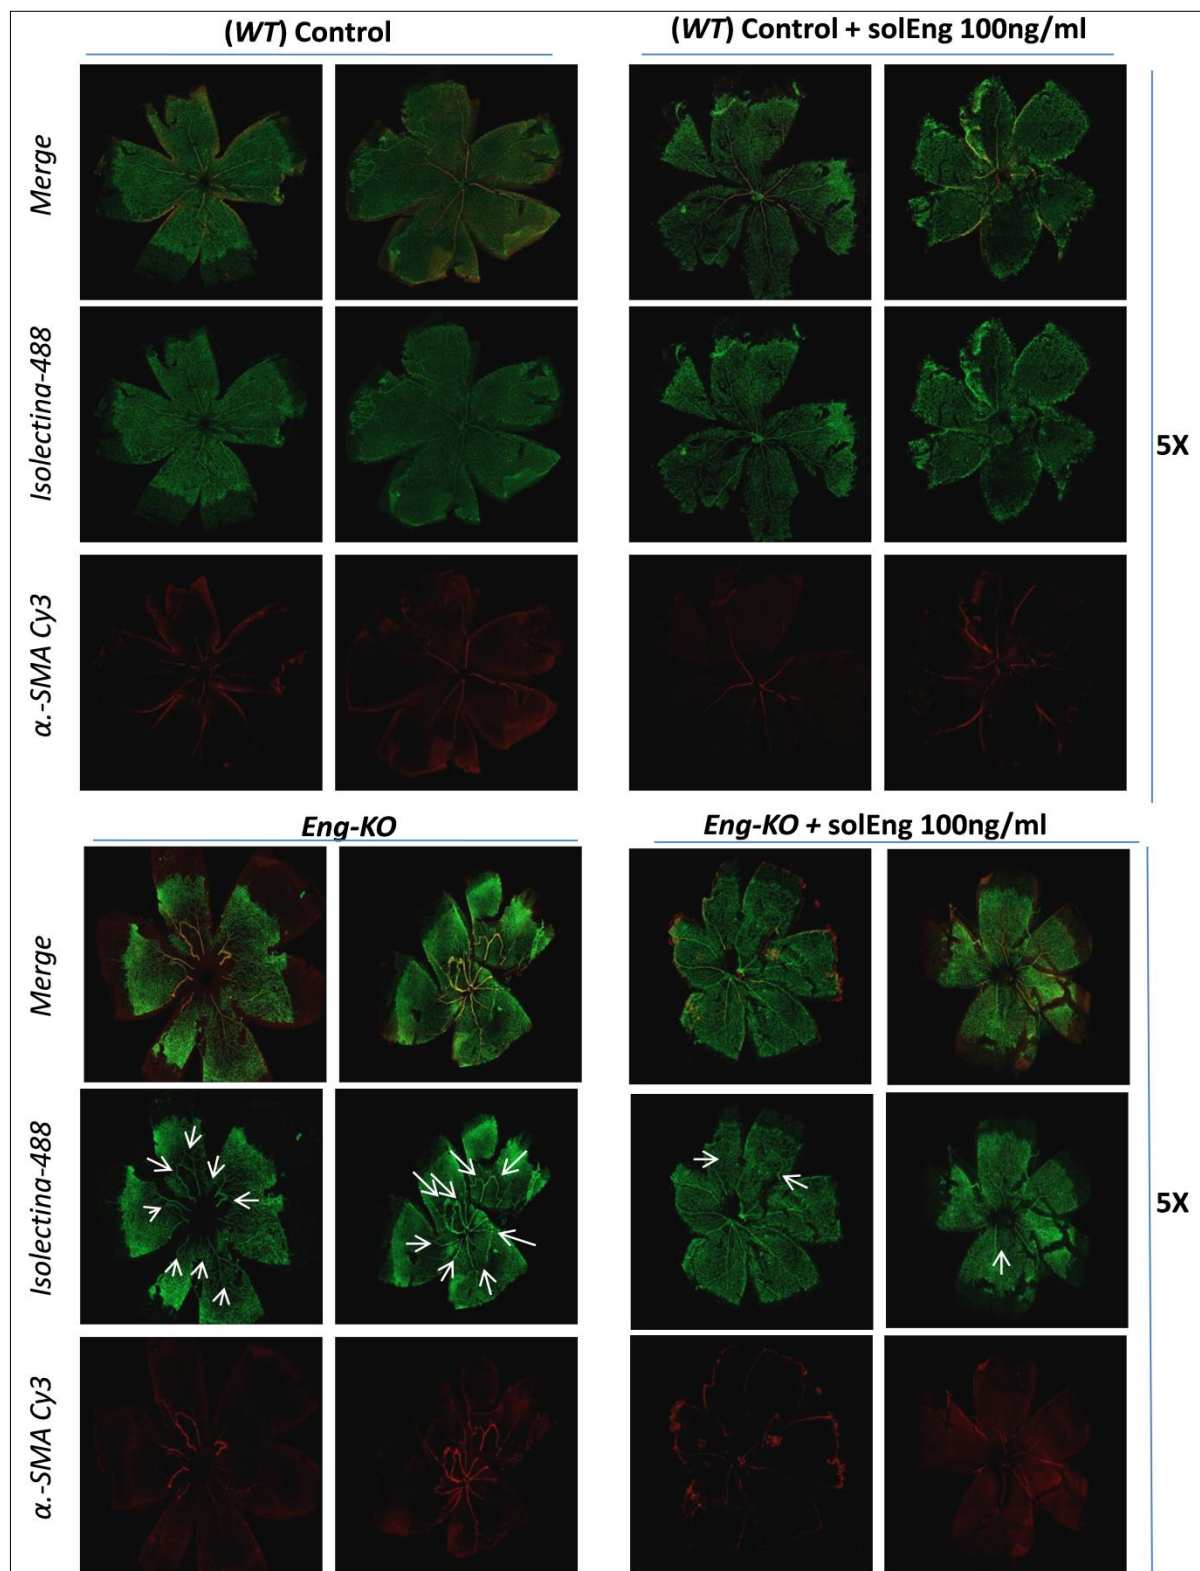 (WT) Control
(WT) Control + solEng 100ng/ml
Merge
Isolectina-488
α.-SMA Cy3
5X
Eng-KO
Eng-KO + solEng 100ng/ml
Merge
Isolectina-488
α.-SMA Cy3
5X